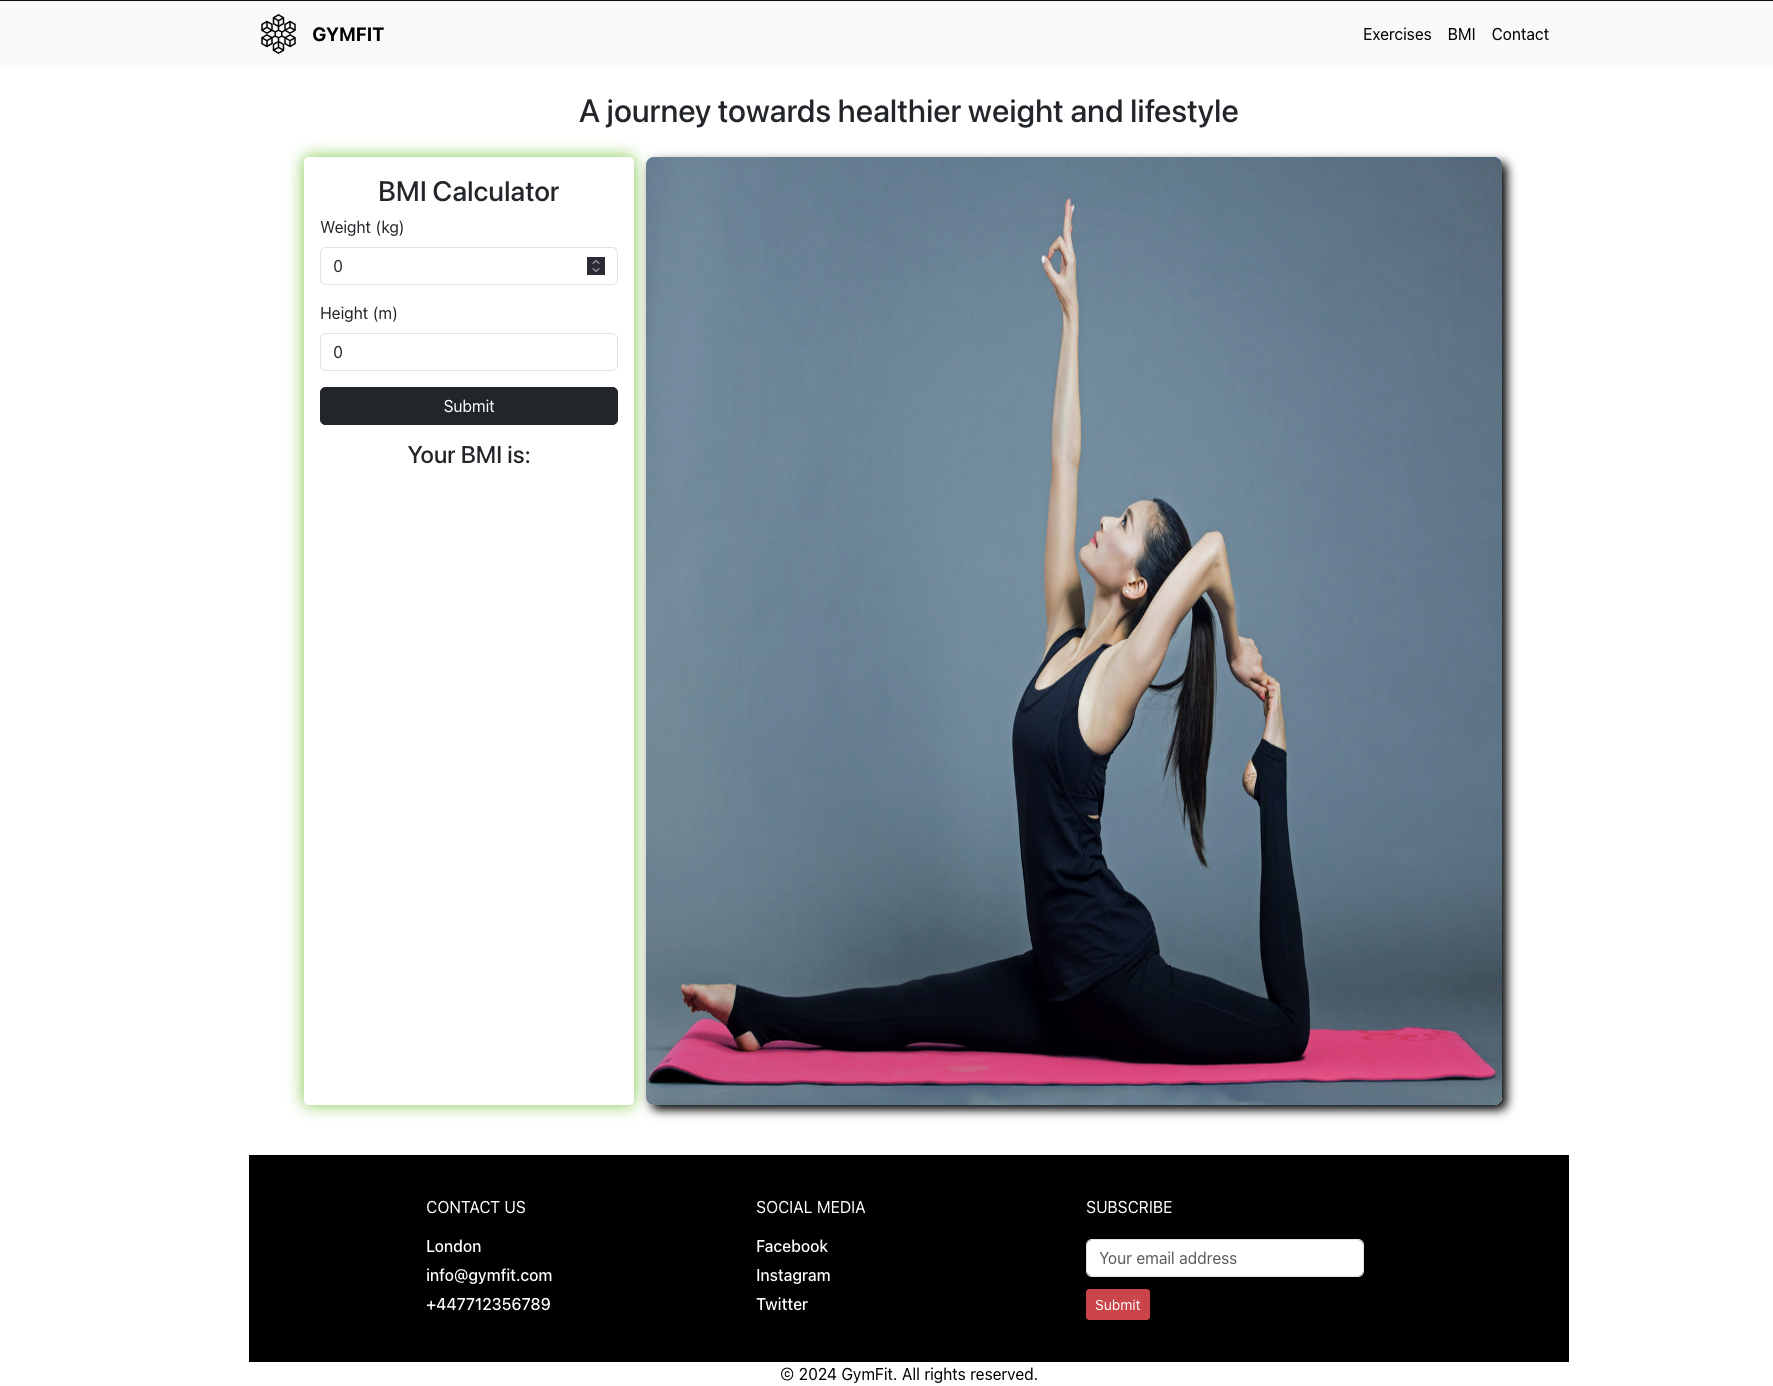 GYMFIT
Exercises BMI Contact
A journey towards healthier weight and lifestyle
BMI Calculator
Weight (kg)
0
Height (m)
0
Submit
Your BMI is:
CONTACT US
London
info@gymfit.com
+447712356789
SOCIAL MEDIA
Facebook
Instagram
Twitter
SUBSCRIBE
Your email address
Submit
© 2024 GymFit. All rights reserved.